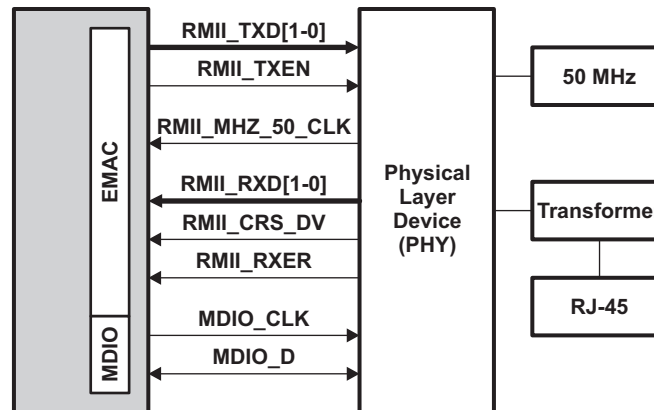 RMII_TXD[1-0]
RMII_TXEN
50 MHz
RMII_MHZ_50_CLK
EMAC
RMII_RXD[1-0]
Physical
Layer
Device
(PHY)
Transforme
RMII_CRS_DV
RMII_RXER
RJ-45
MDIO_CLK
MDIO
MDIO_D